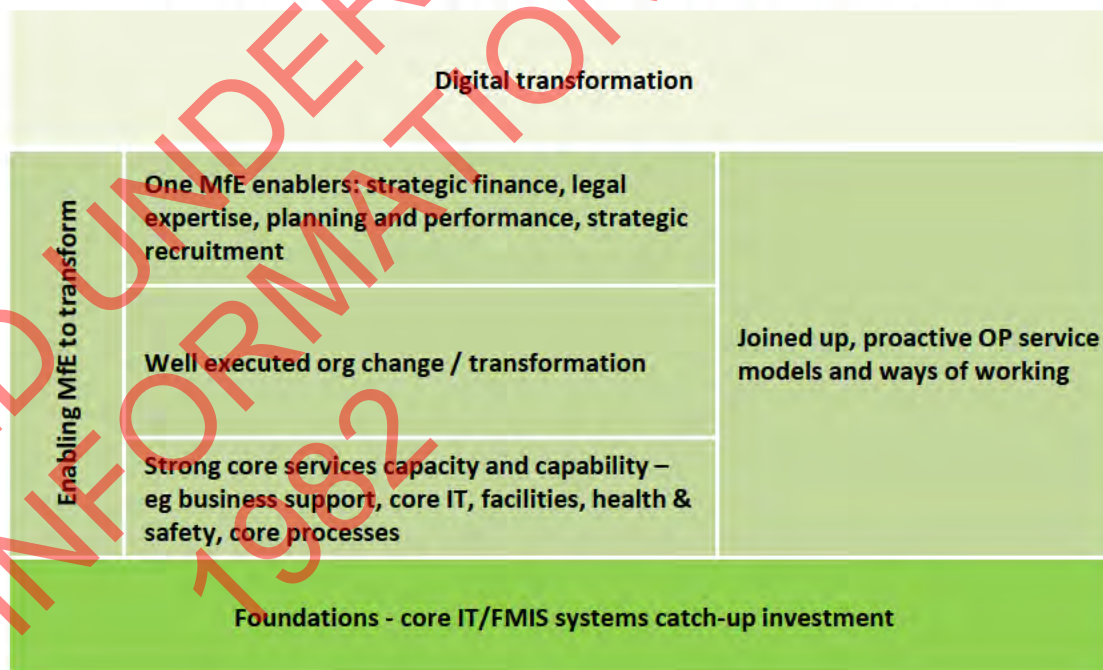 Digital transformation
Enabling MfE to transform
One MfE enablers: strategic finance, legal
expertise, planning and performance, strategic
recruitment
Well executed org change / transformation
Strong core services capacity and capability –
eg business support, core IT, facilities, health &
safety, core processes
Joined up, proactive OP service
models and ways of working
Foundations - core IT/FMIS systems catch-up investment
D UNDER
INFORMATION
1982